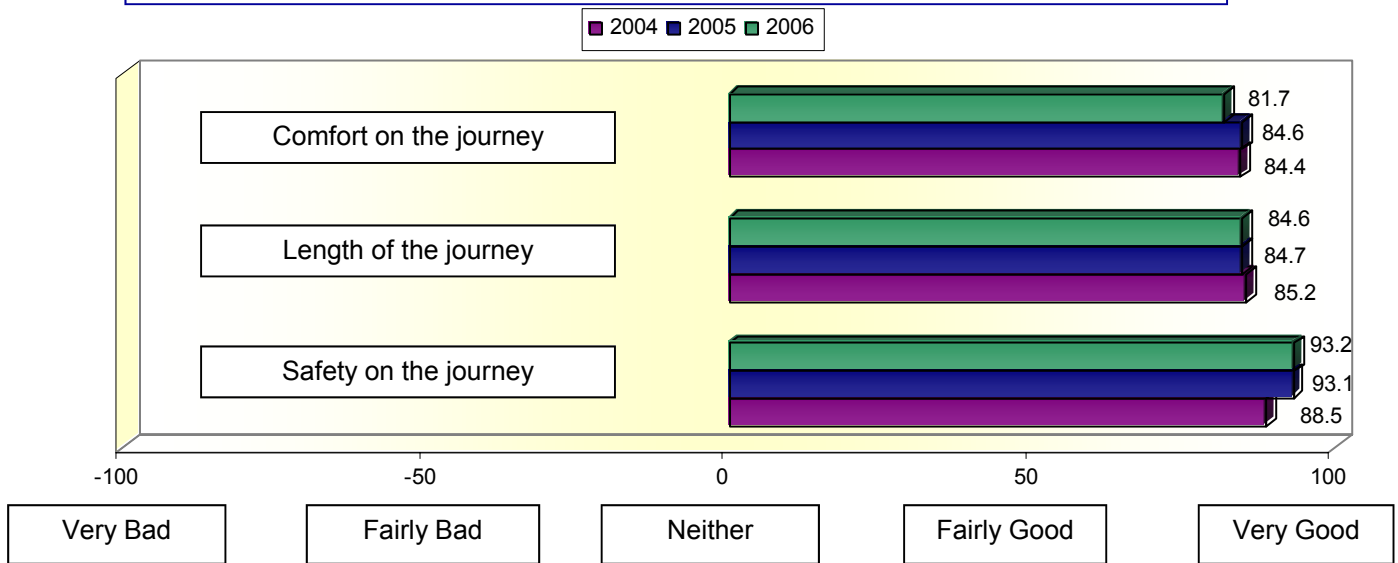 2004 2005 2006
Comfort on the journey
81.7
84.6
84.4
Length of the journey
84.6
84.7
85.2
Safety on the journey
93.2
93.1
88.5
-100 -50 0 50 100
Very Bad Fairly Bad Neither Fairly Good Very Good